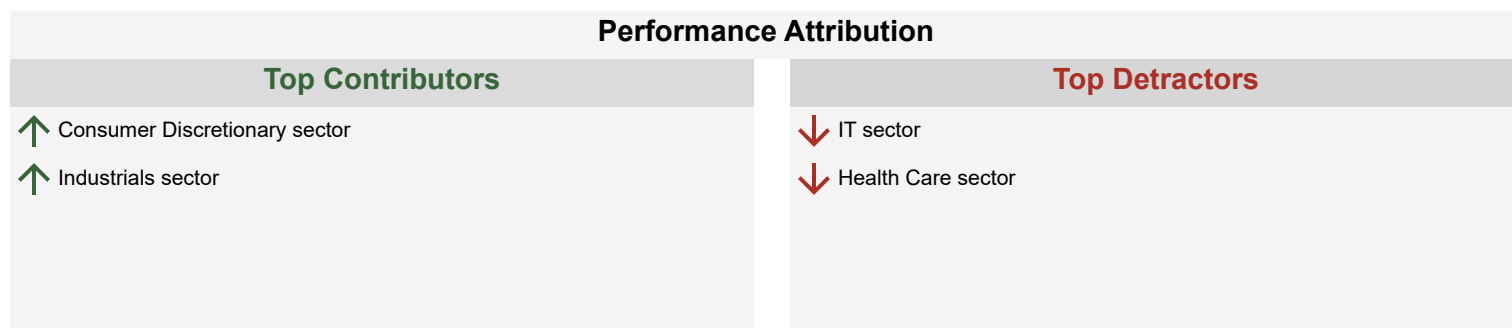 Performance Attribution
Top Contributors
Consumer Discretionary sector
Industrials sector
Top Detractors
IT sector
Health Care sector